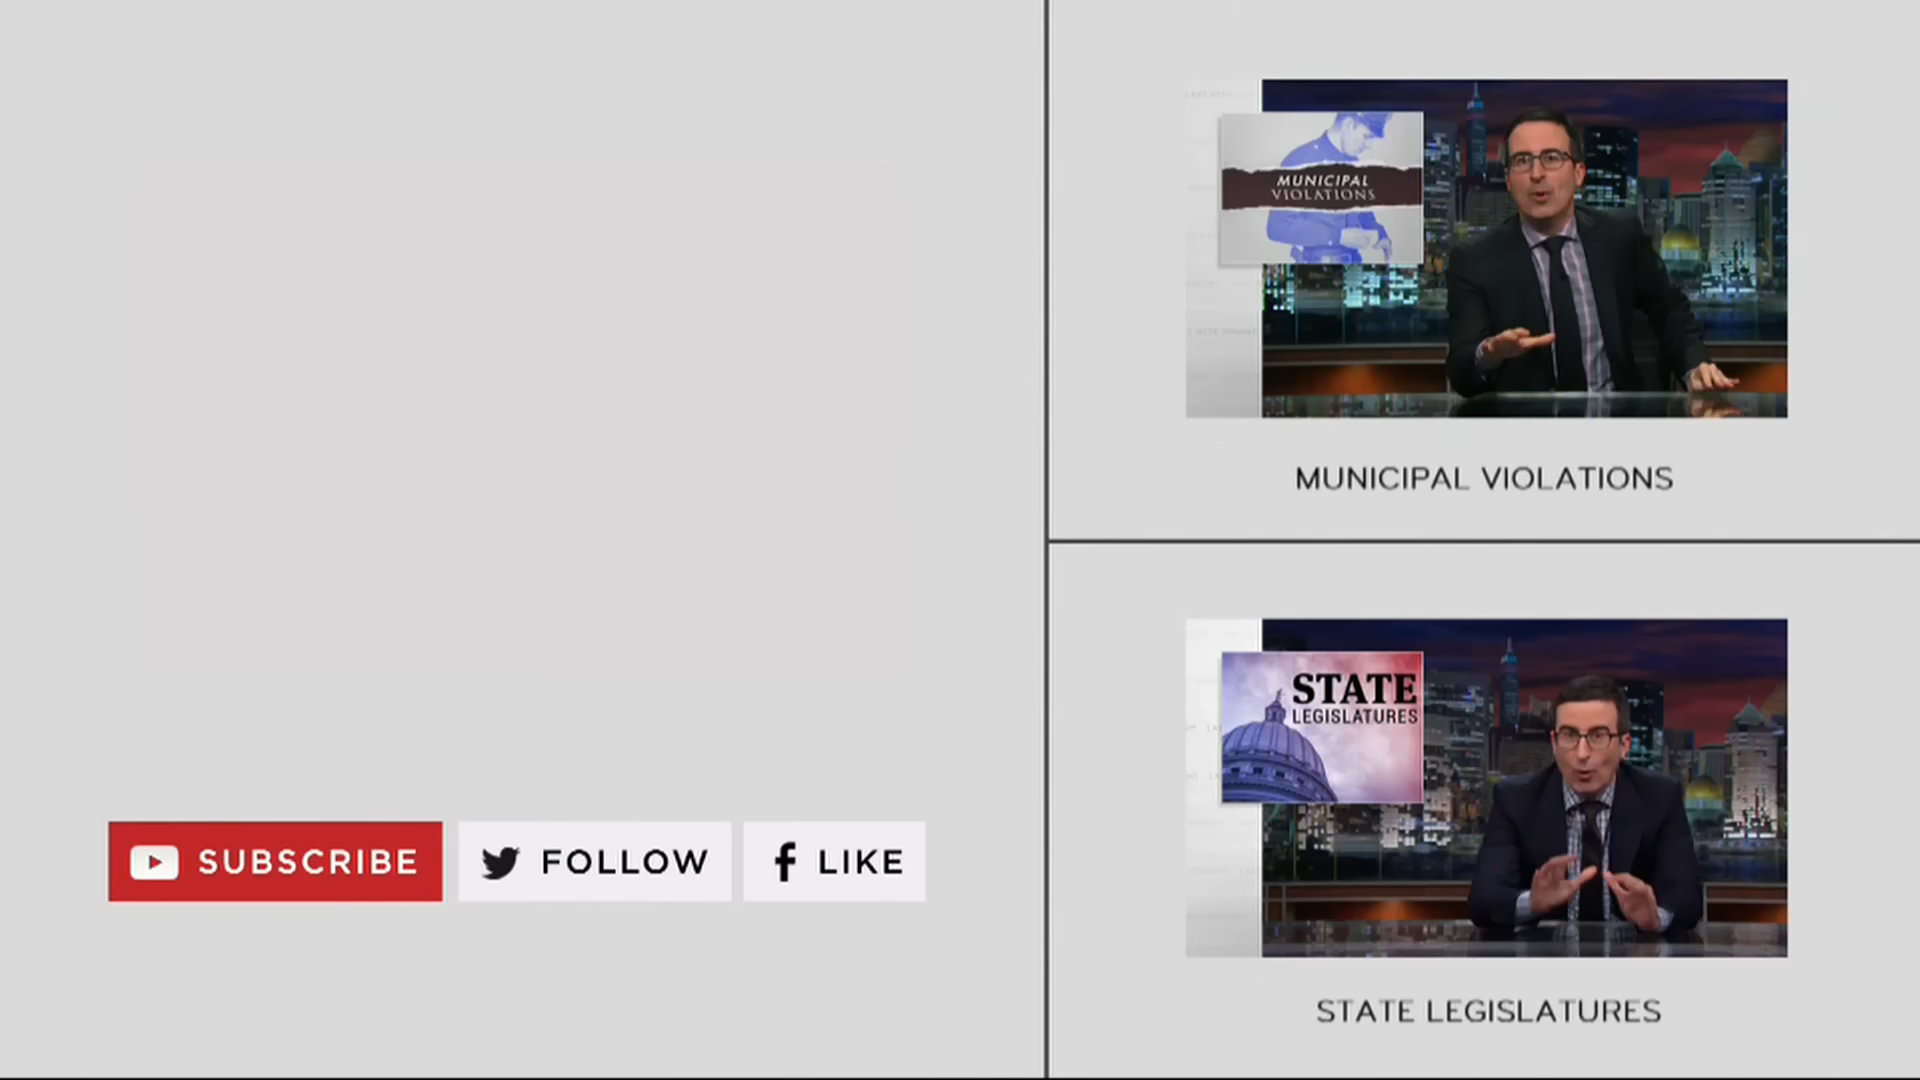 SUBSCRIBE
FOLLOW
LIKE
MUNICIPAL
VIOLATIONS
MUNICIPAL VIOLATIONS
STATE
LEGISLATURES
STATE LEGISLATURES